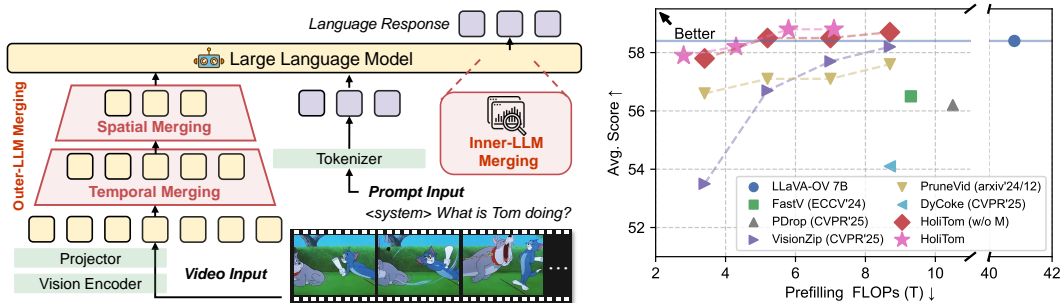 Language Response
Large Language Model
Outer-LLM Merging
Spatial Merging
Temporal Merging
Tokenizer
Inner-LLM
Merging
Prompt Input
<system> What is Tom doing?
Projector
Vision Encoder
Video Input
...
Avg. Score ↑
58
56
54
52
Better
LLaVA-OV 7B
FastV (ECCV'24)
PDrop (CVPR'25)
VisionZip (CVPR'25)
PruneVid (arxiv'24/12)
DyCoke (CVPR'25)
HoliTom (w/o M)
HoliTom
2 4 6 8 10 40 42
Prefilling FLOPs (T) ↓